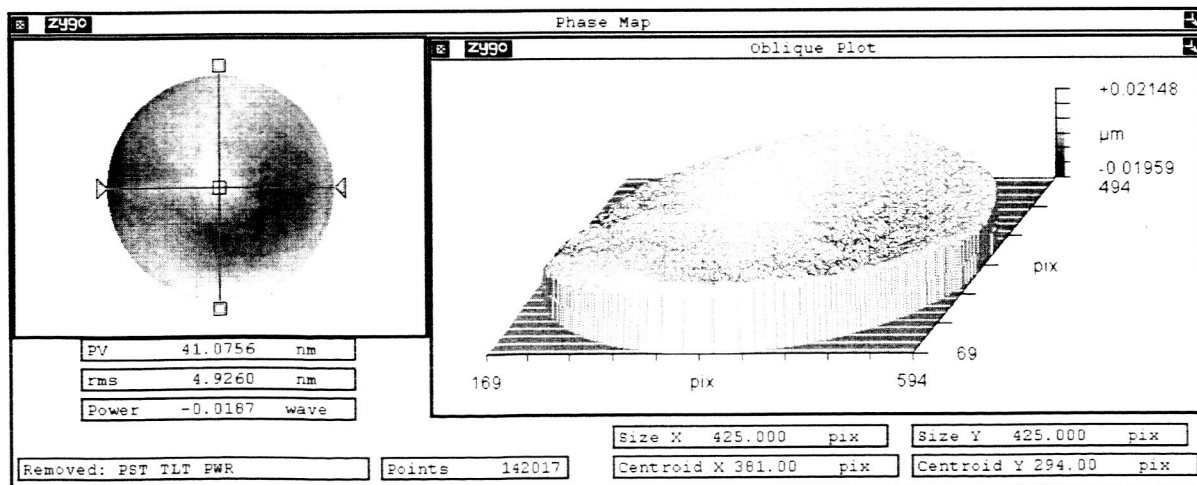 zygo Phase Map
zygo Oblique Plot
+0.02148
µm
-0.01959
494
pix
69
169 pix 594
PV 41.0756 nm
rms 4.9260 nm
Power -0.0187 wave
Size X 425.000 pix
Size Y 425.000 pix
Removed: PST TLT PWR
Points 142017
Centroid X 381.00 pix
Centroid Y 294.00 pix